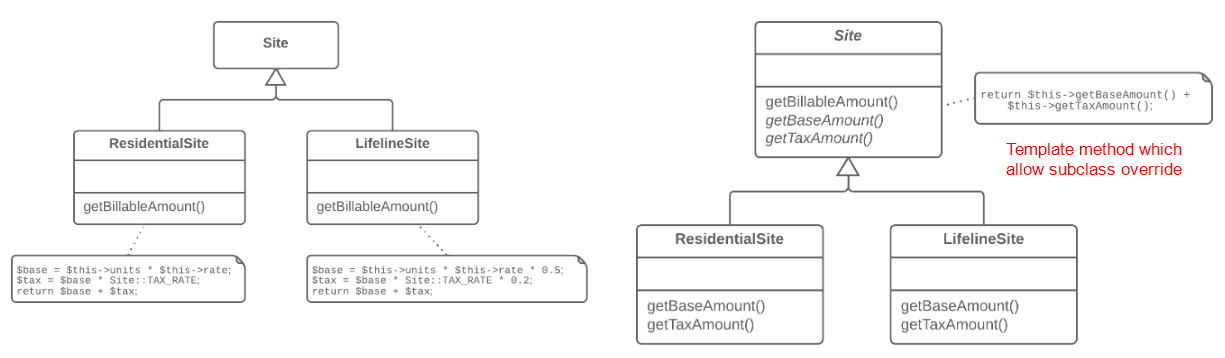 Site
ResidentialSite
getBillableAmount()
LifelineSite
getBillableAmount()
$base = $this->units * $this->rate;
$tax = $base * Site::TAX_RATE;
return $base + $tax;
$base = $this->units * $this->rate * 0.5;
$tax = $base * Site::TAX_RATE * 0.2;
return $base + $tax;
Site
getBillableAmount()
getBaseAmount()
getTaxAmount()
return $this->getBaseAmount() +
$this->getTaxAmount();
Template method which
allow subclass override
ResidentialSite
getBaseAmount()
getTaxAmount()
LifelineSite
getBaseAmount()
getTaxAmount()